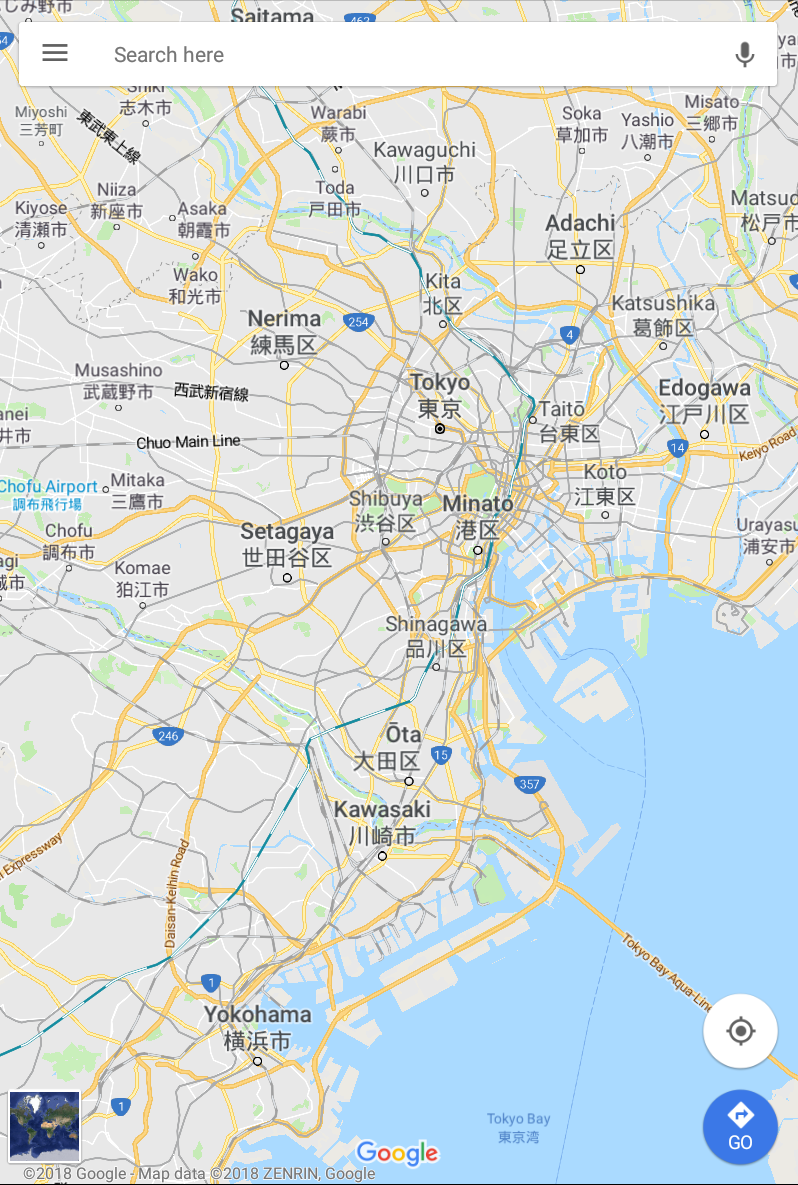 Saitama
462
Search here
Shiki
志木市
Miyoshi
三芳町
東武東上線
Warabi
蕨市
Kawaguchi
川口市
Soka
草加市
Yashio
八潮市
Misato
三郷市
Niiza
新座市
Toda
戸田市
Kiyose
清瀬市
Asaka
朝霞市
Adachi
足立区
松戸市
Wako
和光市
Kita
北区
Katsushika
葛飾区
Nerima
練馬区
254
4
Musashino
武蔵野市
西武新宿線
Tokyo
東京
Edogawa
江戸川区
Taitō
台東区
Chuo Main Line
14
Keiyo Road
Chofu Airport
調布飛行場
Mitaka
三鷹市
Koto
江東区
Shibuya
渋谷区
Minato
港区
Setagaya
世田谷区
Chofu
調布市
Urayasu
浦安市
Komae
狛江市
Shinagawa
品川区
246
Ōta
大田区
15
357
Kawasaki
川崎市
Expressway
Daisan-Keihin Road
Tokyo Bay Aqua-Line
1
Yokohama
横浜市
1
Tokyo Bay
東京湾
GO
Google
©2018 Google - Map data ©2018 ZENRIN, Google